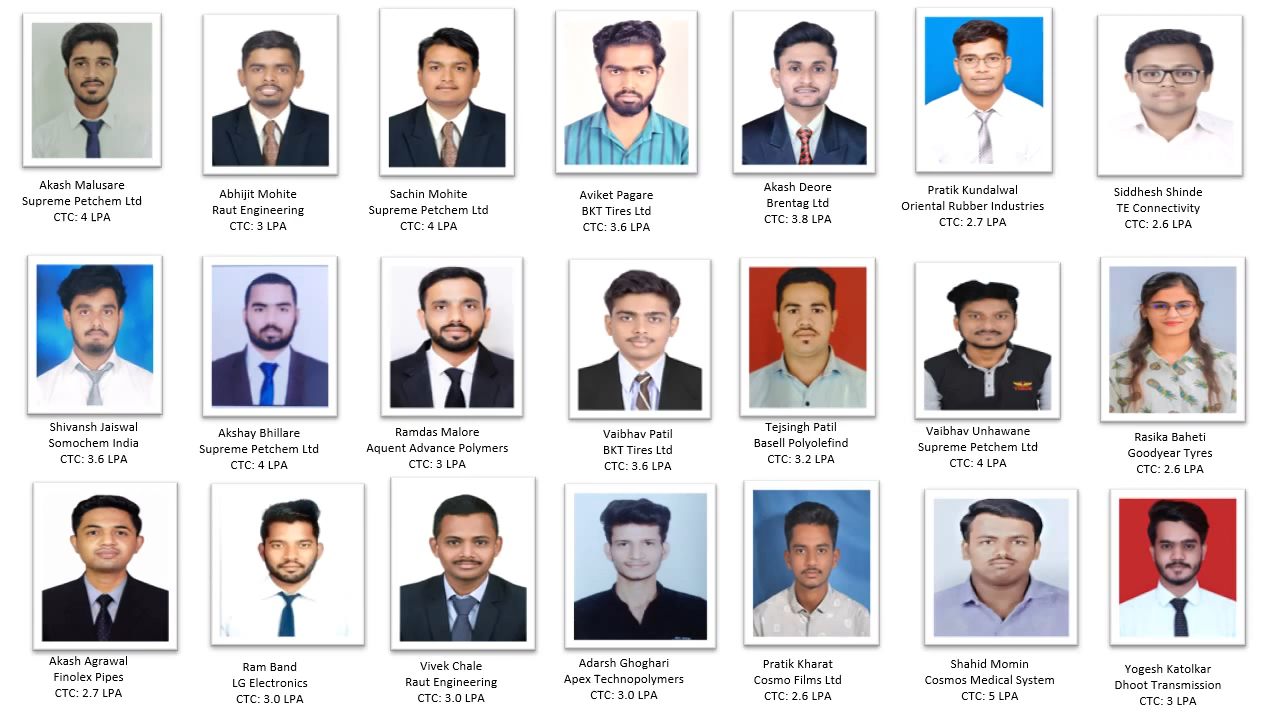 Akash Malusare
Supreme Petchem Ltd
CTC: 4 LPA
Abhijit Mohite
Raut Engineering
CTC: 3 LPA
Sachin Mohite
Supreme Petchem Ltd
CTC: 4 LPA
Aviket Pagare
BKT Tires Ltd
CTC: 3.6 LPA
Akash Deore
Brentag Ltd
CTC: 3.8 LPA
Pratik Kundalwal
Oriental Rubber Industries
CTC: 2.7 LPA
Siddhesh Shinde
TE Connectivity
CTC: 2.6 LPA
Shivansh Jaiswal
Somochem India
CTC: 3.6 LPA
Akshay Bhillare
Supreme Petchem Ltd
CTC: 4 LPA
Ramdas Malore
Aquent Advance Polymers
CTC: 3 LPA
Vaibhav Patil
BKT Tires Ltd
CTC: 3.6 LPA
Tejsingh Patil
Basell Polyolefind
CTC: 3.2 LPA
Vaibhav Unhawane
Supreme Petchem Ltd
CTC: 4 LPA
Rasika Baheti
Goodyear Tyres
CTC: 2.6 LPA
Akash Agrawal
Finolex Pipes
CTC: 2.7 LPA
Ram Band
LG Electronics
CTC: 3.0 LPA
Vivek Chale
Raut Engineering
CTC: 3.0 LPA
Adarsh Ghoghari
Apex Technopolymers
CTC: 3.0 LPA
Pratik Kharat
Cosmo Films Ltd
CTC: 2.6 LPA
Shahid Momin
Cosmos Medical System
CTC: 5 LPA
Yogesh Katolkar
Dhoot Transmission
CTC: 3 LPA